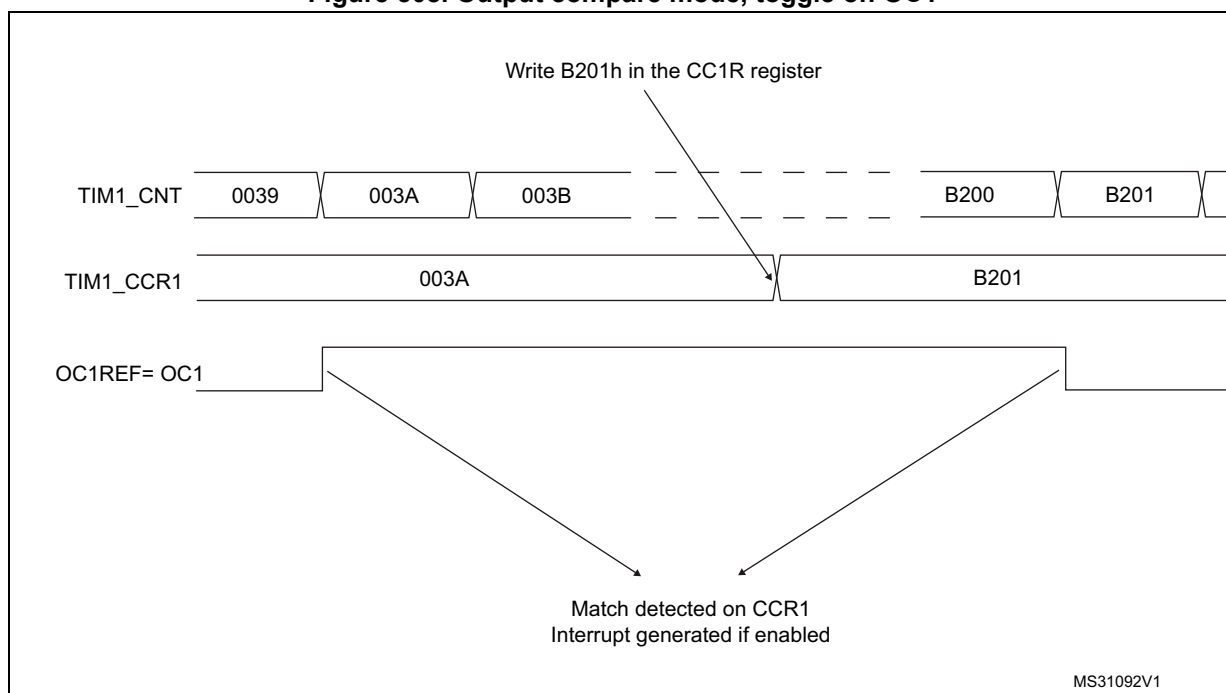 Write B201h in the CC1R register
TIM1_CNT 0039 003A 003B B200 B201
TIM1_CCR1 003A B201
OC1REF= OC1
Match detected on CCR1
Interrupt generated if enabled
MS31092V1